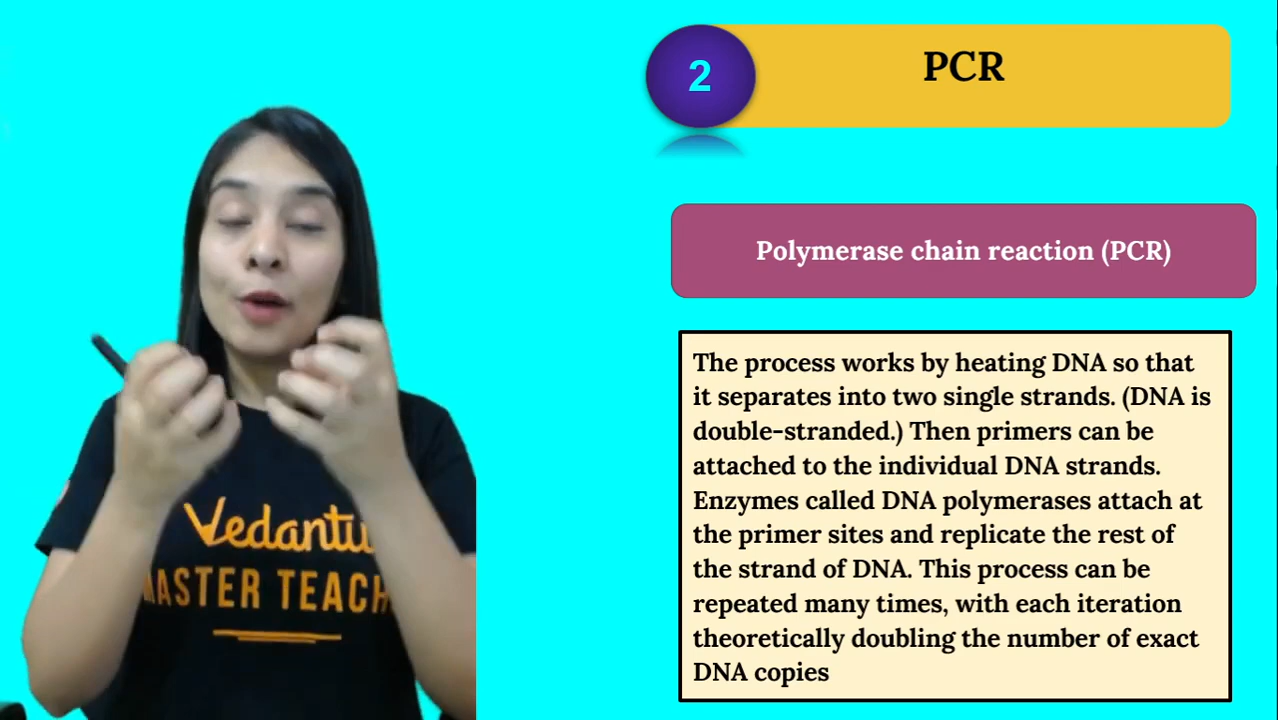 2
PCR
Polymerase chain reaction (PCR)
The process works by heating DNA so that
it separates into two single strands. (DNA is
double-stranded.) Then primers can be
attached to the individual DNA strands.
Enzymes called DNA polymerases attach at
the primer sites and replicate the rest of
the strand of DNA. This process can be
repeated many times, with each iteration
theoretically doubling the number of exact
DNA copies
Vedantu
MASTER TEACH